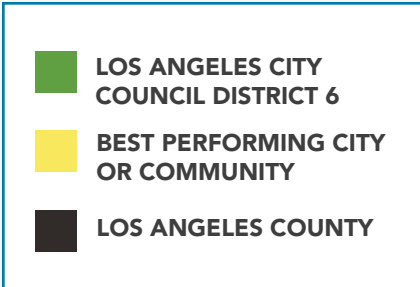 LOS ANGELES CITY
COUNCIL DISTRICT 6
BEST PERFORMING CITY
OR COMMUNITY
LOS ANGELES COUNTY